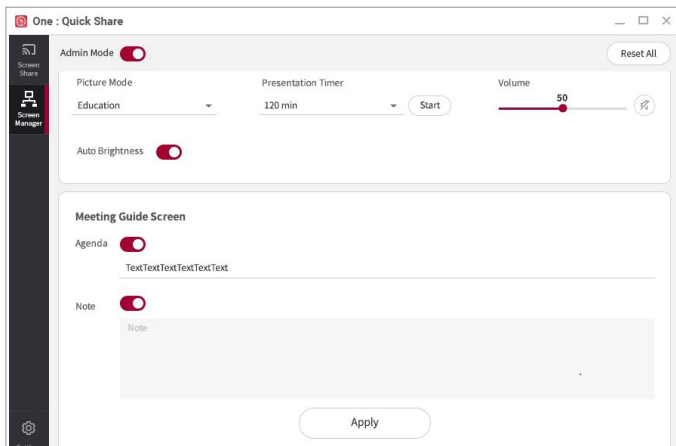 One : Quick Share
Screen
Share
Admin Mode
Reset All
Screen
Manager
Picture Mode
Presentation Timer
Volume
Education
120 min
Start
50
Auto Brightness
Meeting Guide Screen
Agenda
TextTextTextTextTextText
Note
Note
Apply